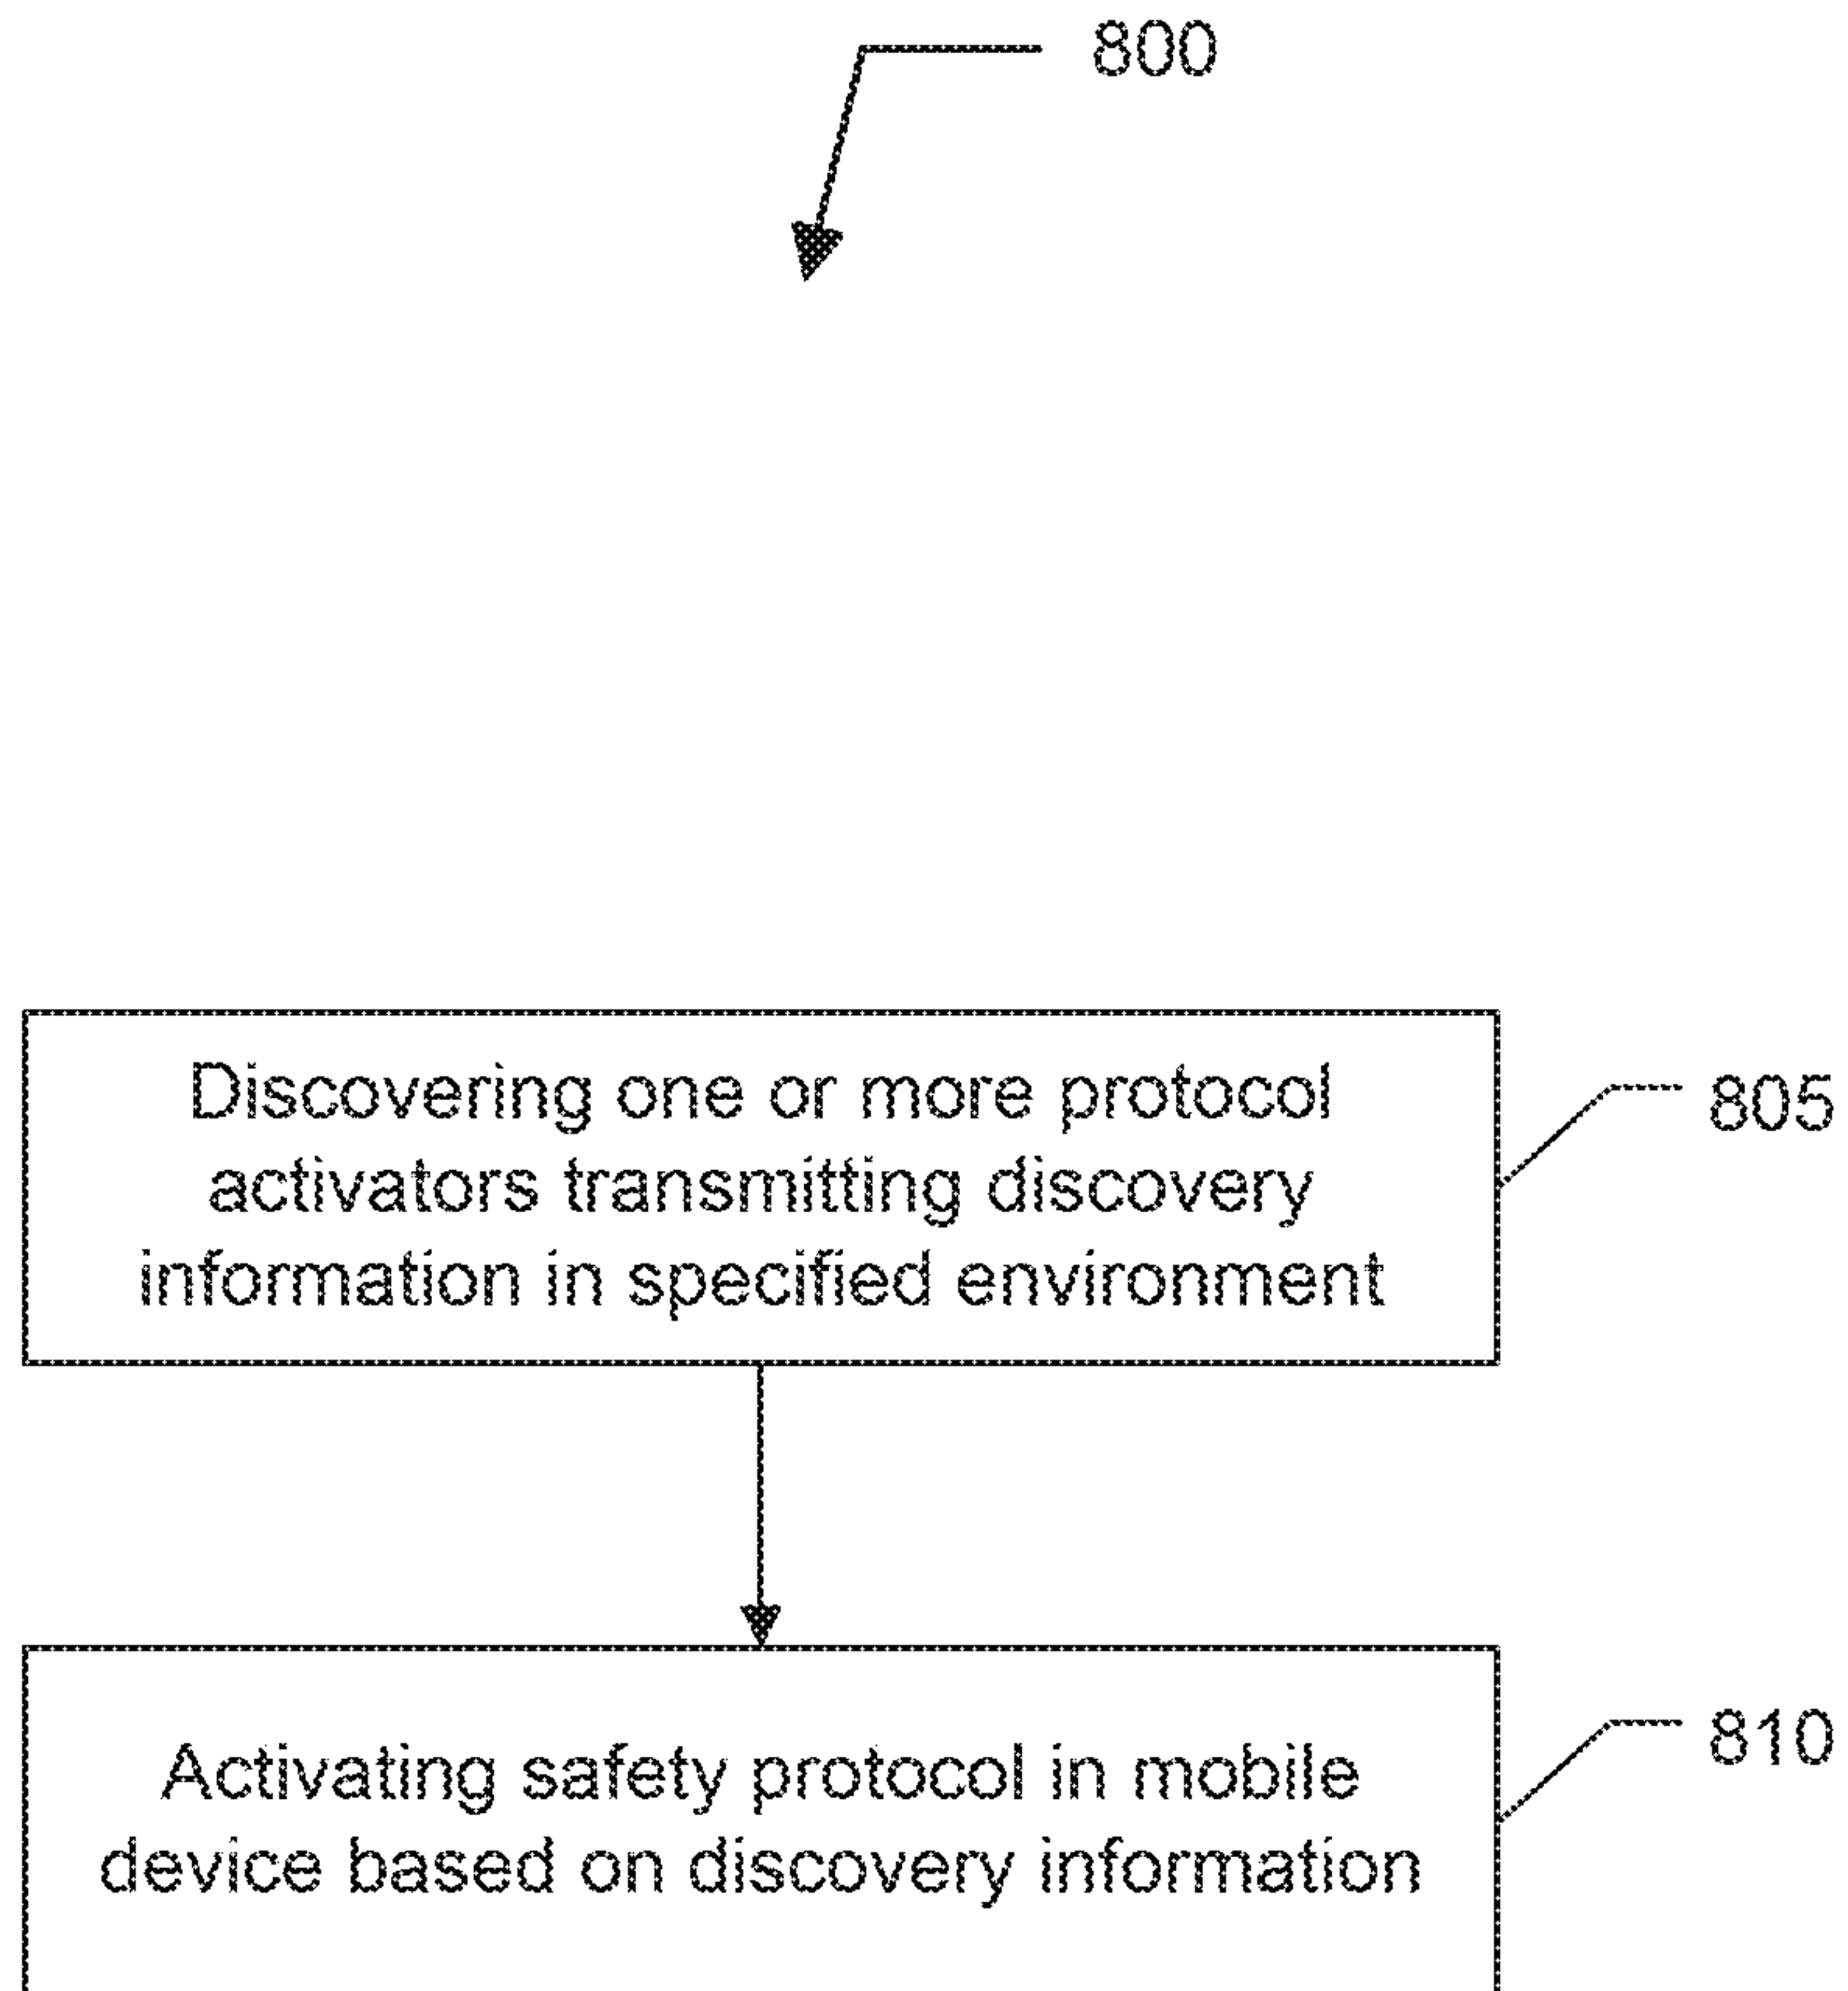 800
Discovering one or more protocol
activators transmitting discovery
information in specified environment
805
Activating safety protocol in mobile
device based on discovery information
810